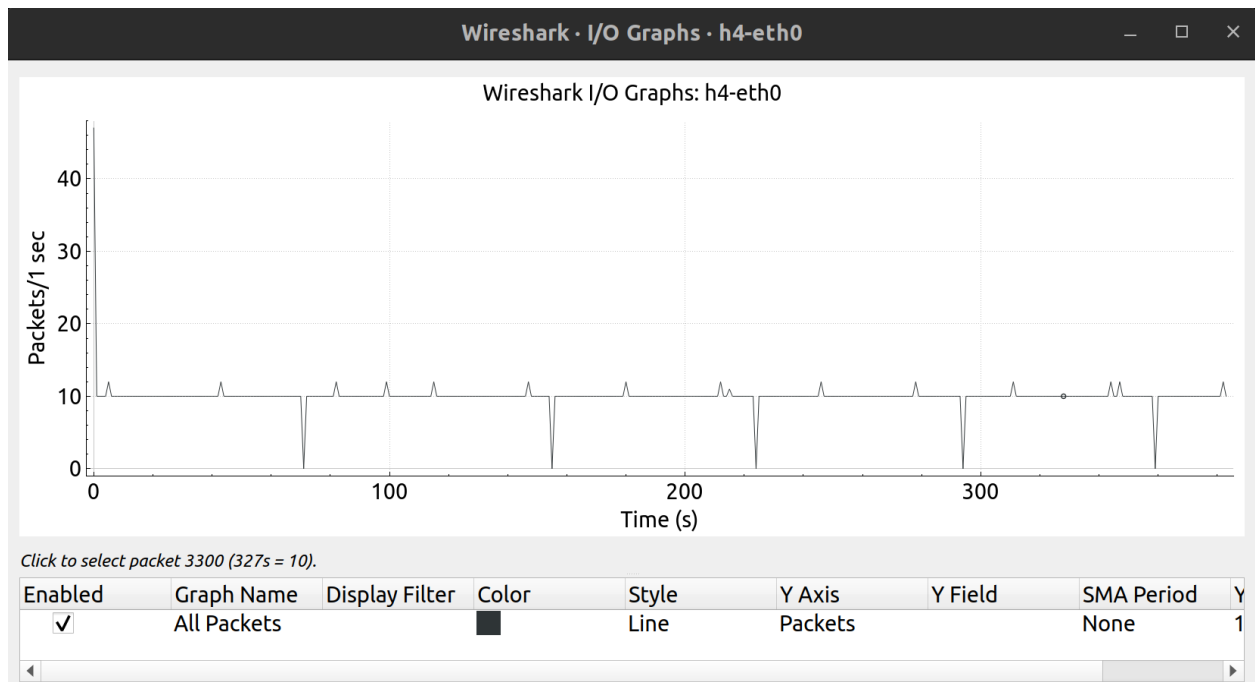 Wireshark · I/O Graphs · h4-eth0
Wireshark I/O Graphs: h4-eth0
Packets/1 sec
40
30
20
10
0
0 100 200 300
Time (s)
Click to select packet 3300 (327s = 10).
Enabled Graph Name Display Filter Color Style Y Axis Y Field SMA Period Y
All Packets Line Packets None 1